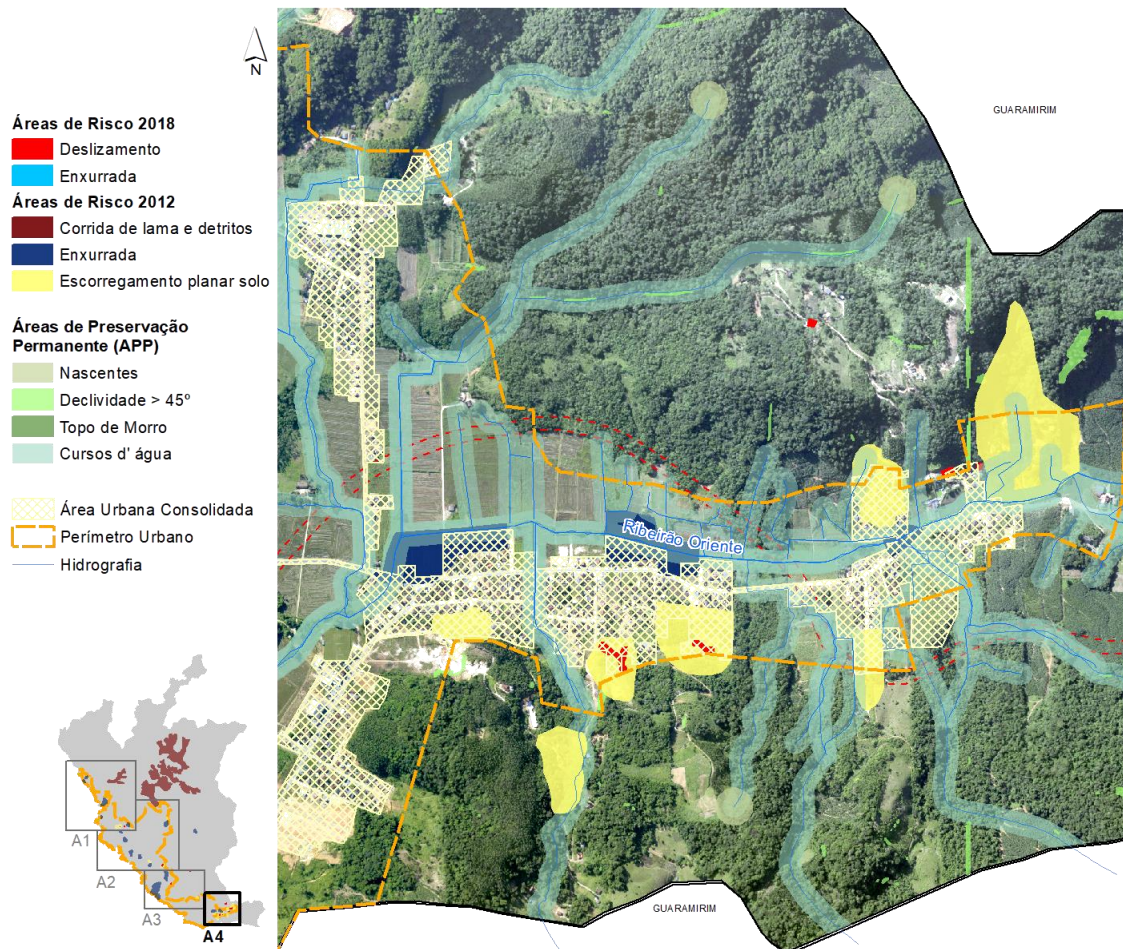 N
Áreas de Risco 2018
Deslizamento
Enxurrada
Áreas de Risco 2012
Corrida de lama e detritos
Enxurrada
Escorregamento planar solo
Áreas de Preservação
Permanente (APP)
Nascentes
Declividade > 45º
Topo de Morro
Cursos d' água
Área Urbana Consolidada
Perímetro Urbano
Hidrografia
GUARAMIRIM
Ribeirão Oriente
GUARAMIRIM
A1
A2
A3
A4